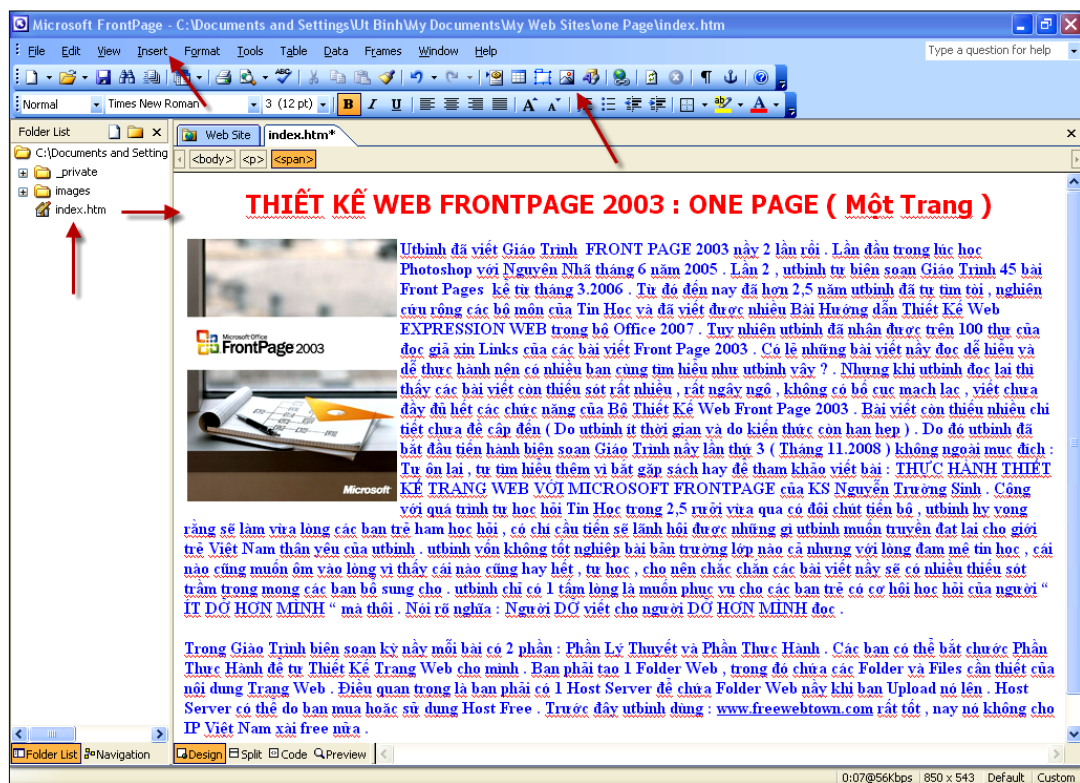 Microsoft FrontPage - C:\Documents and Settings\Ut Binh\My Documents\My Web Sites\one Page\index.htm
File Edit View Insert Format Tools Table Data Frames Window Help Type a question for help
Normal Times New Roman 3 (12 pt) B I U A A A
Folder List Web Site index.htm*
C:\Documents and Setting <body> <p> <span>
_private
images
index.htm
THIẾT KẾ WEB FRONTPAGE 2003 : ONE PAGE ( Một Trang )
Microsoft Office
FrontPage 2003
Microsoft
Utbinh đã viết Giáo Trình FRONT PAGE 2003 nầy 2 lần rồi . Lần đầu trong lúc học
Photoshop với Nguyên Nhã tháng 6 năm 2005 . Lần 2 , utbinh tự biên soạn Giáo Trình 45 bài
Front Pages kể từ tháng 3.2006 . Từ đó đến nay đã hơn 2,5 năm utbinh đã tự tìm tòi , nghiên
cứu rộng các bộ môn của Tin Học và đã viết được nhiều Bài Hướng dẫn Thiết Kế Web
EXPRESSION WEB trong bộ Office 2007 . Tuy nhiên utbinh đã nhân được trên 100 thư của
đọc giả xin Links của các bài viết Front Page 2003 . Có lẽ những bài viết nầy đọc dễ hiểu và
dễ thực hành nên có nhiều bạn cùng tìm hiểu như utbinh vậy ? . Nhưng khi utbinh đọc lại thì
thấy các bài viết còn thiếu sót rất nhiều , rất ngây ngô , không có bố cục mạch lạc , viết chưa
đầy đủ hết các chức năng của Bộ Thiết Kế Web Front Page 2003 . Bài viết còn thiếu nhiều chi
tiết chưa đề cập đến ( Do utbinh ít thời gian và do kiến thức còn hạn hẹp ) . Do đó utbinh đã
bắt đầu tiến hành biên soạn Giáo Trình nầy lần thứ 3 ( Tháng 11.2008 ) không ngoài mục đích :
Tự ôn lại , tự tìm hiểu thêm vì bắt gặp sách hay để tham khảo viết bài : THỰC HÀNH THIẾT
KẾ TRANG WEB VỚI MICROSOFT FRONTPAGE của KS Nguyễn Trường Sinh . Cộng
với quá trình tự học hỏi Tin Học trong 2,5 rưỡi vừa qua có đôi chút tiến bộ , utbinh hy vọng
rằng sẽ làm vừa lòng các bạn trẻ ham học hỏi , có chí cầu tiến sẽ lãnh hội được những gì utbinh muốn truyền đạt lại cho giới
trẻ Việt Nam thân yêu của utbinh . utbinh vốn không tốt nghiệp bài bản trường lớp nào cả nhưng với lòng đam mê tin học , cái
nào cũng muốn ôm vào lòng vì thấy cái nào cũng hay hết , tự học , cho nên chắc chắn các bài viết nầy sẽ có nhiều thiếu sót
trầm trọng mong các bạn bổ sung cho . utbinh chỉ có 1 tấm lòng là muốn phục vụ cho các bạn trẻ có cơ hội học hỏi của người “
ÍT DỞ HƠN MÌNH “ mà thôi . Nói rõ nghĩa : Người DỞ viết cho người DỞ HƠN MÌNH đọc .
Trong Giáo Trình biên soạn kỳ nầy mỗi bài có 2 phần : Phần Lý Thuyết và Phần Thực Hành . Các bạn có thể bắt chước Phần
Thực Hành để tự Thiết Kế Trang Web cho mình . Bạn phải tạo 1 Folder Web , trong đó chứa các Folder và Files cần thiết của
nội dung Trang Web . Điều quan trọng là bạn phải có 1 Host Server để chứa Folder Web nầy khi bạn Upload nó lên . Host
Server có thể do bạn mua hoặc sử dụng Host Free . Trước đây utbinh dùng : www.freewebtown.com rất tốt , nay nó không cho
IP Việt Nam xài free nữa .
Folder List Navigation Design Split Code Preview
0:07@56Kbps 850 x 543 Default Custom